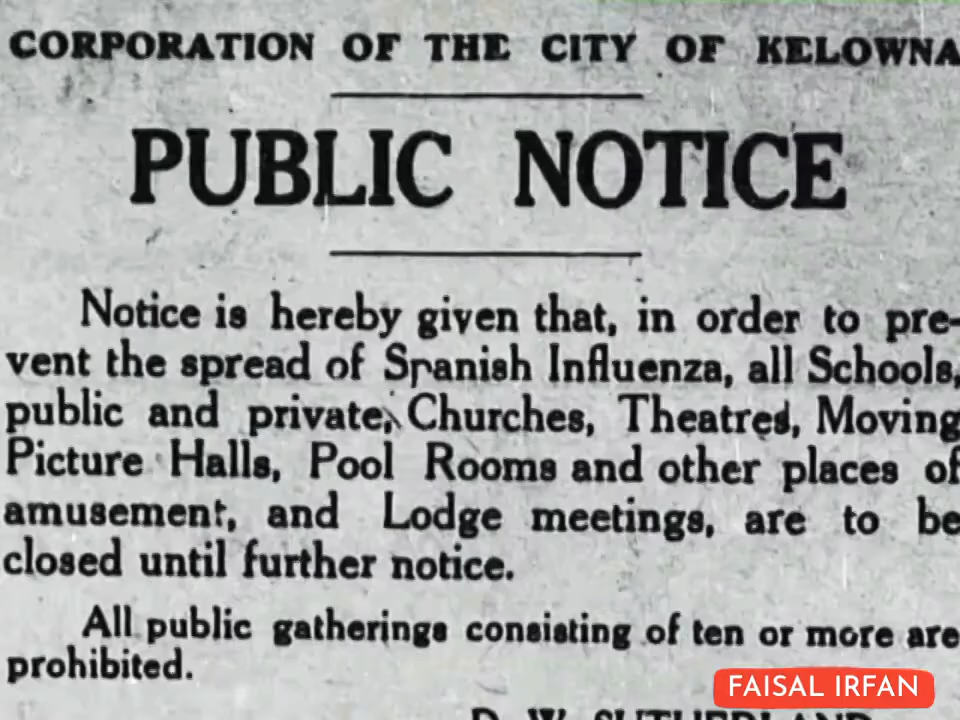 CORPORATION OF THE CITY OF KELOWNA
PUBLIC NOTICE
Notice is hereby given that, in order to pre-
vent the spread of Spanish Influenza, all Schools,
public and private, Churches, Theatres, Moving
Picture Halls, Pool Rooms and other places of
amusement, and Lodge meetings, are to be
closed until further notice.
All public gatherings consisting of ten or more are
prohibited.
FAISAL IRFAN
D. W. SUTHERLAND